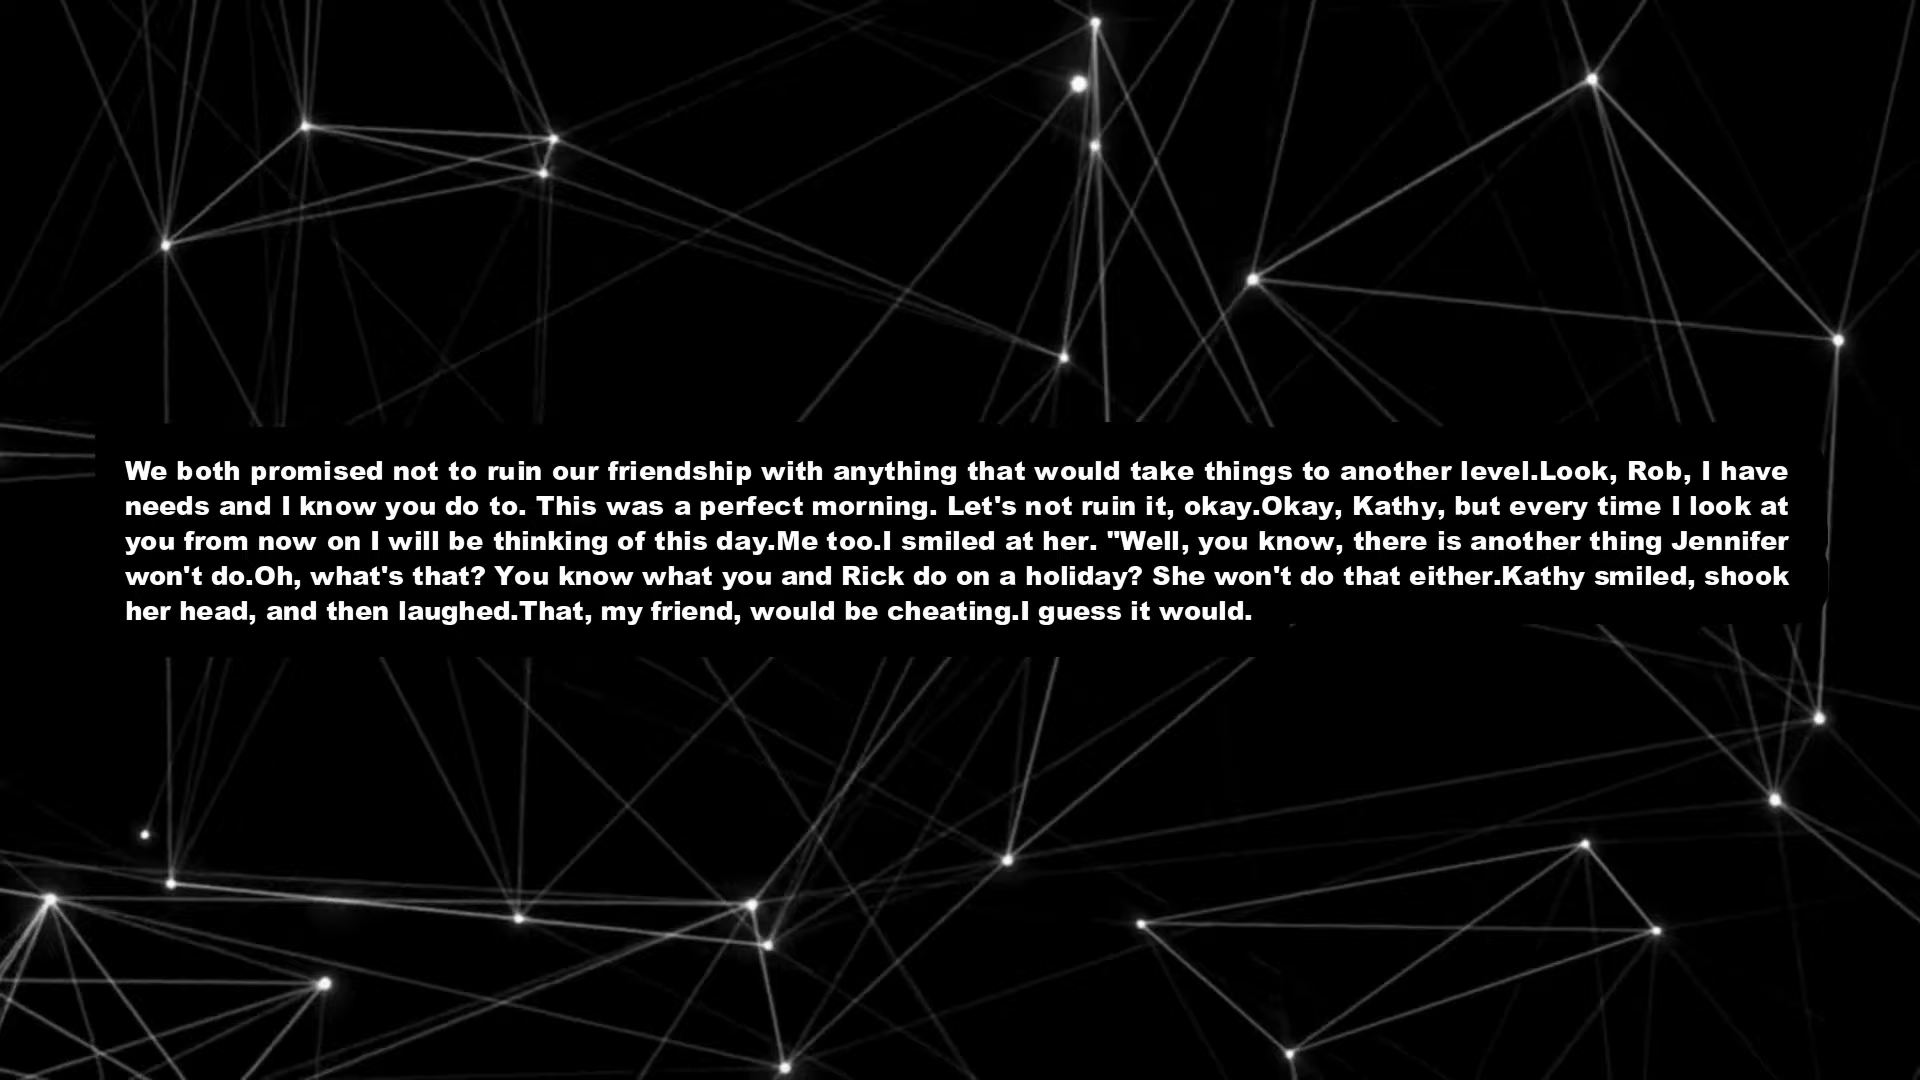 We both promised not to ruin our friendship with anything that would take things to another level.Look, Rob, I have
needs and I know you do to. This was a perfect morning. Let's not ruin it, okay.Okay, Kathy, but every time I look at
you from now on I will be thinking of this day.Me too.I smiled at her. "Well, you know, there is another thing Jennifer
won't do.Oh, what's that? You know what you and Rick do on a holiday? She won't do that either.Kathy smiled, shook
her head, and then laughed.That, my friend, would be cheating.I guess it would.